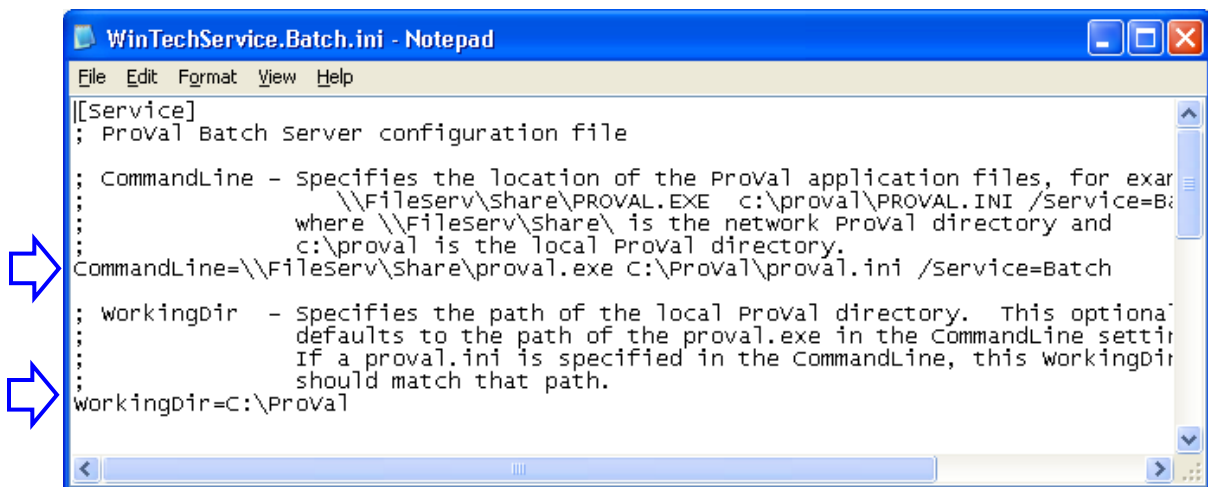 WinTechService.Batch.ini - Notepad
File Edit Format View Help
[Service]
; ProVal Batch Server configuration file
; CommandLine - Specifies the location of the ProVal application files, for exam
; \\FileServ\Share\PROVAL.EXE c:\proval\PROVAL.INI /Service=Ba
; where \\FileServ\Share\ is the network ProVal directory and
; c:\proval is the local ProVal directory.
CommandLine=\\FileServ\Share\proval.exe C:\ProVal\proval.ini /Service=Batch
; WorkingDir - Specifies the path of the local ProVal directory. This optional
; defaults to the path of the proval.exe in the CommandLine settin
; If a proval.ini is specified in the CommandLine, this WorkingDir
; should match that path.
WorkingDir=C:\ProVal